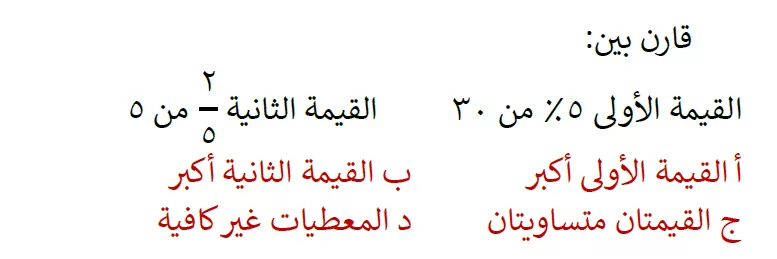 قارن بين:
القيمة الأولى ٥٪ من ٣٠ القيمة الثانية ٢/٥ من ٥
أ القيمة الأولى أكبر ب القيمة الثانية أكبر
ج القيمتان متساويتان د المعطيات غير كافية